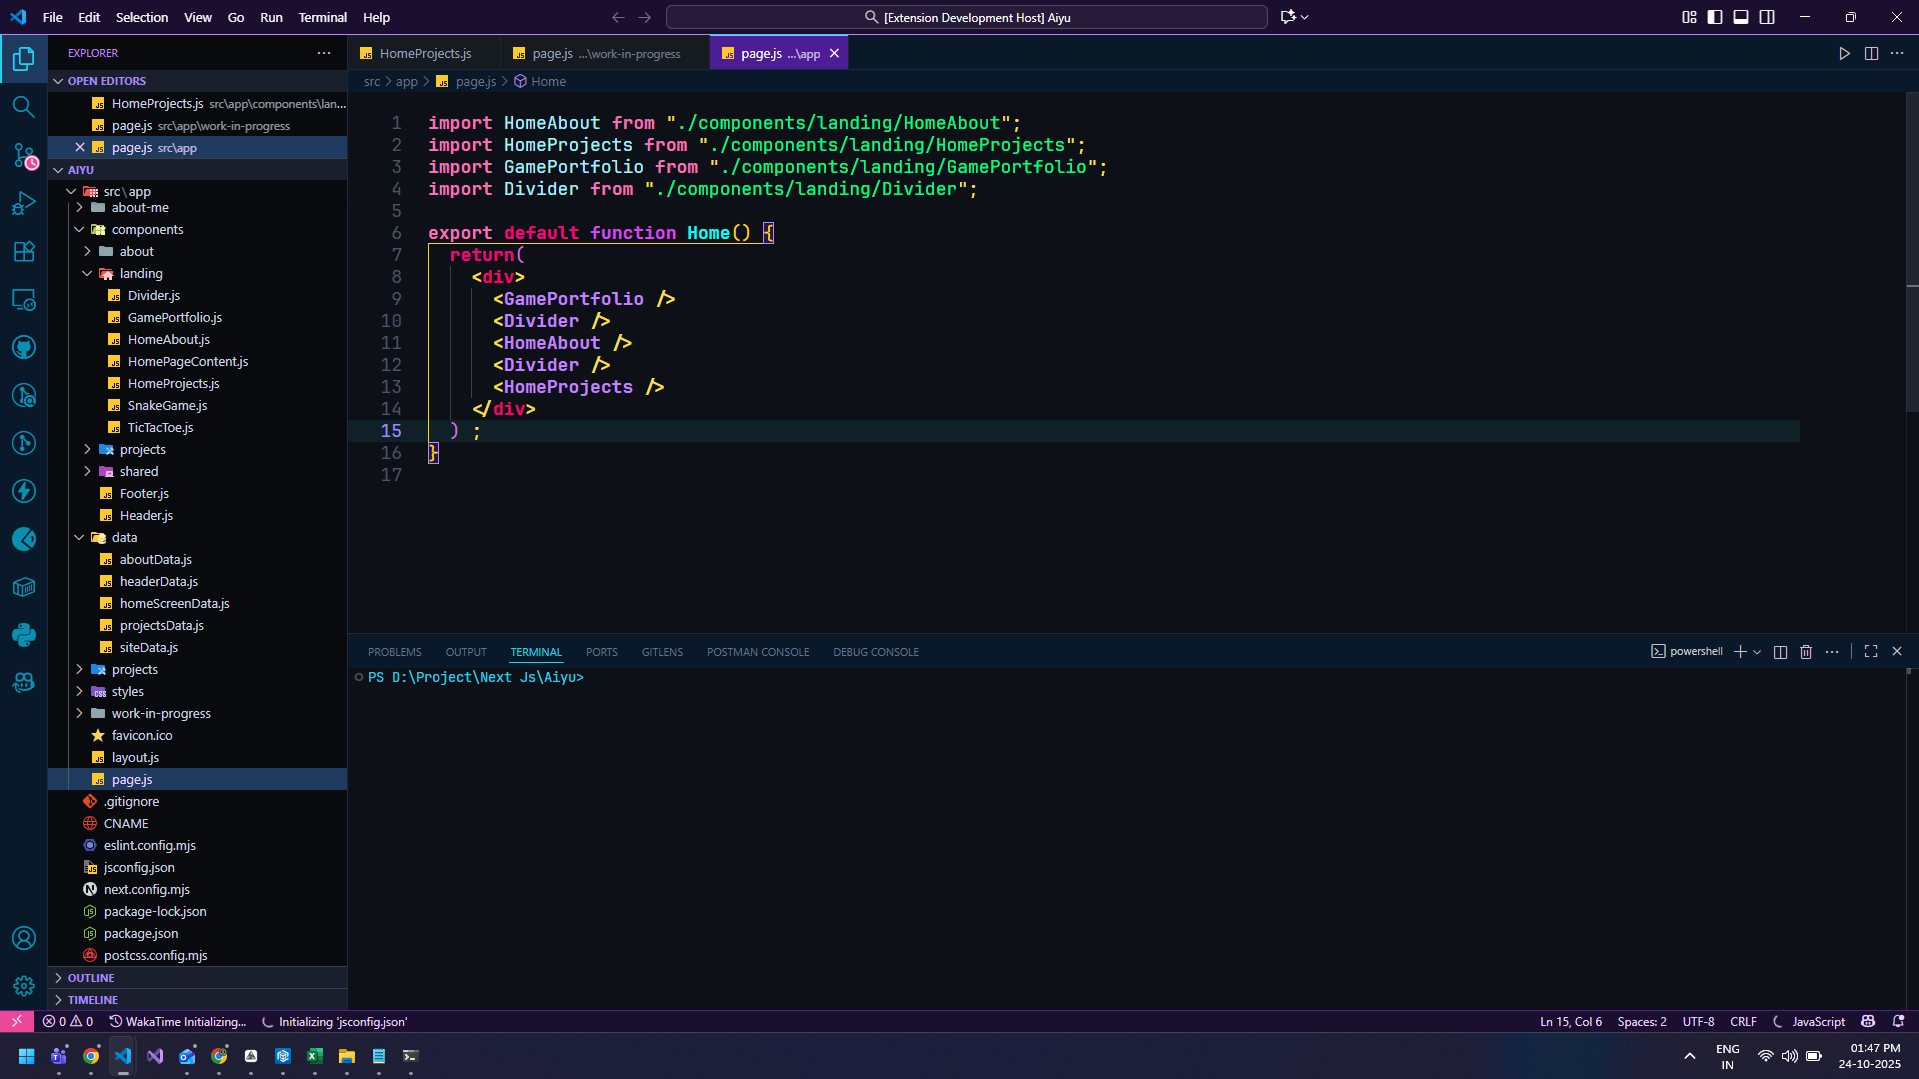 File Edit Selection View Go Run Terminal Help
[Extension Development Host] Aiyu
EXPLORER
OPEN EDITORS
HomeProjects.js src\app\components\lan...
page.js src\app\work-in-progress
page.js src\app
AIYU
src\app
about-me
components
about
landing
Divider.js
GamePortfolio.js
HomeAbout.js
HomePageContent.js
HomeProjects.js
SnakeGame.js
TicTacToe.js
projects
shared
Footer.js
Header.js
data
aboutData.js
headerData.js
homeScreenData.js
projectsData.js
siteData.js
projects
styles
work-in-progress
favicon.ico
layout.js
page.js
.gitignore
CNAME
eslint.config.mjs
jsconfig.json
next.config.mjs
package-lock.json
package.json
postcss.config.mjs
OUTLINE
TIMELINE
HomeProjects.js page.js ...\work-in-progress page.js ...\app
src > app > page.js > Home
1 import HomeAbout from "./components/landing/HomeAbout";
2 import HomeProjects from "./components/landing/HomeProjects";
3 import GamePortfolio from "./components/landing/GamePortfolio";
4 import Divider from "./components/landing/Divider";
5
6 export default function Home() {
7 return(
8 <div>
9 <GamePortfolio />
10 <Divider />
11 <HomeAbout />
12 <Divider />
13 <HomeProjects />
14 </div>
15 ) ;
16 }
17
PROBLEMS OUTPUT TERMINAL PORTS GITLENS POSTMAN CONSOLE DEBUG CONSOLE
powershell
PS D:\Project\Next Js\Aiyu>
0 0 WakaTime Initializing... Initializing 'jsconfig.json'
Ln 15, Col 6 Spaces: 2 UTF-8 CRLF JavaScript
ENG
IN
01:47 PM
24-10-2025